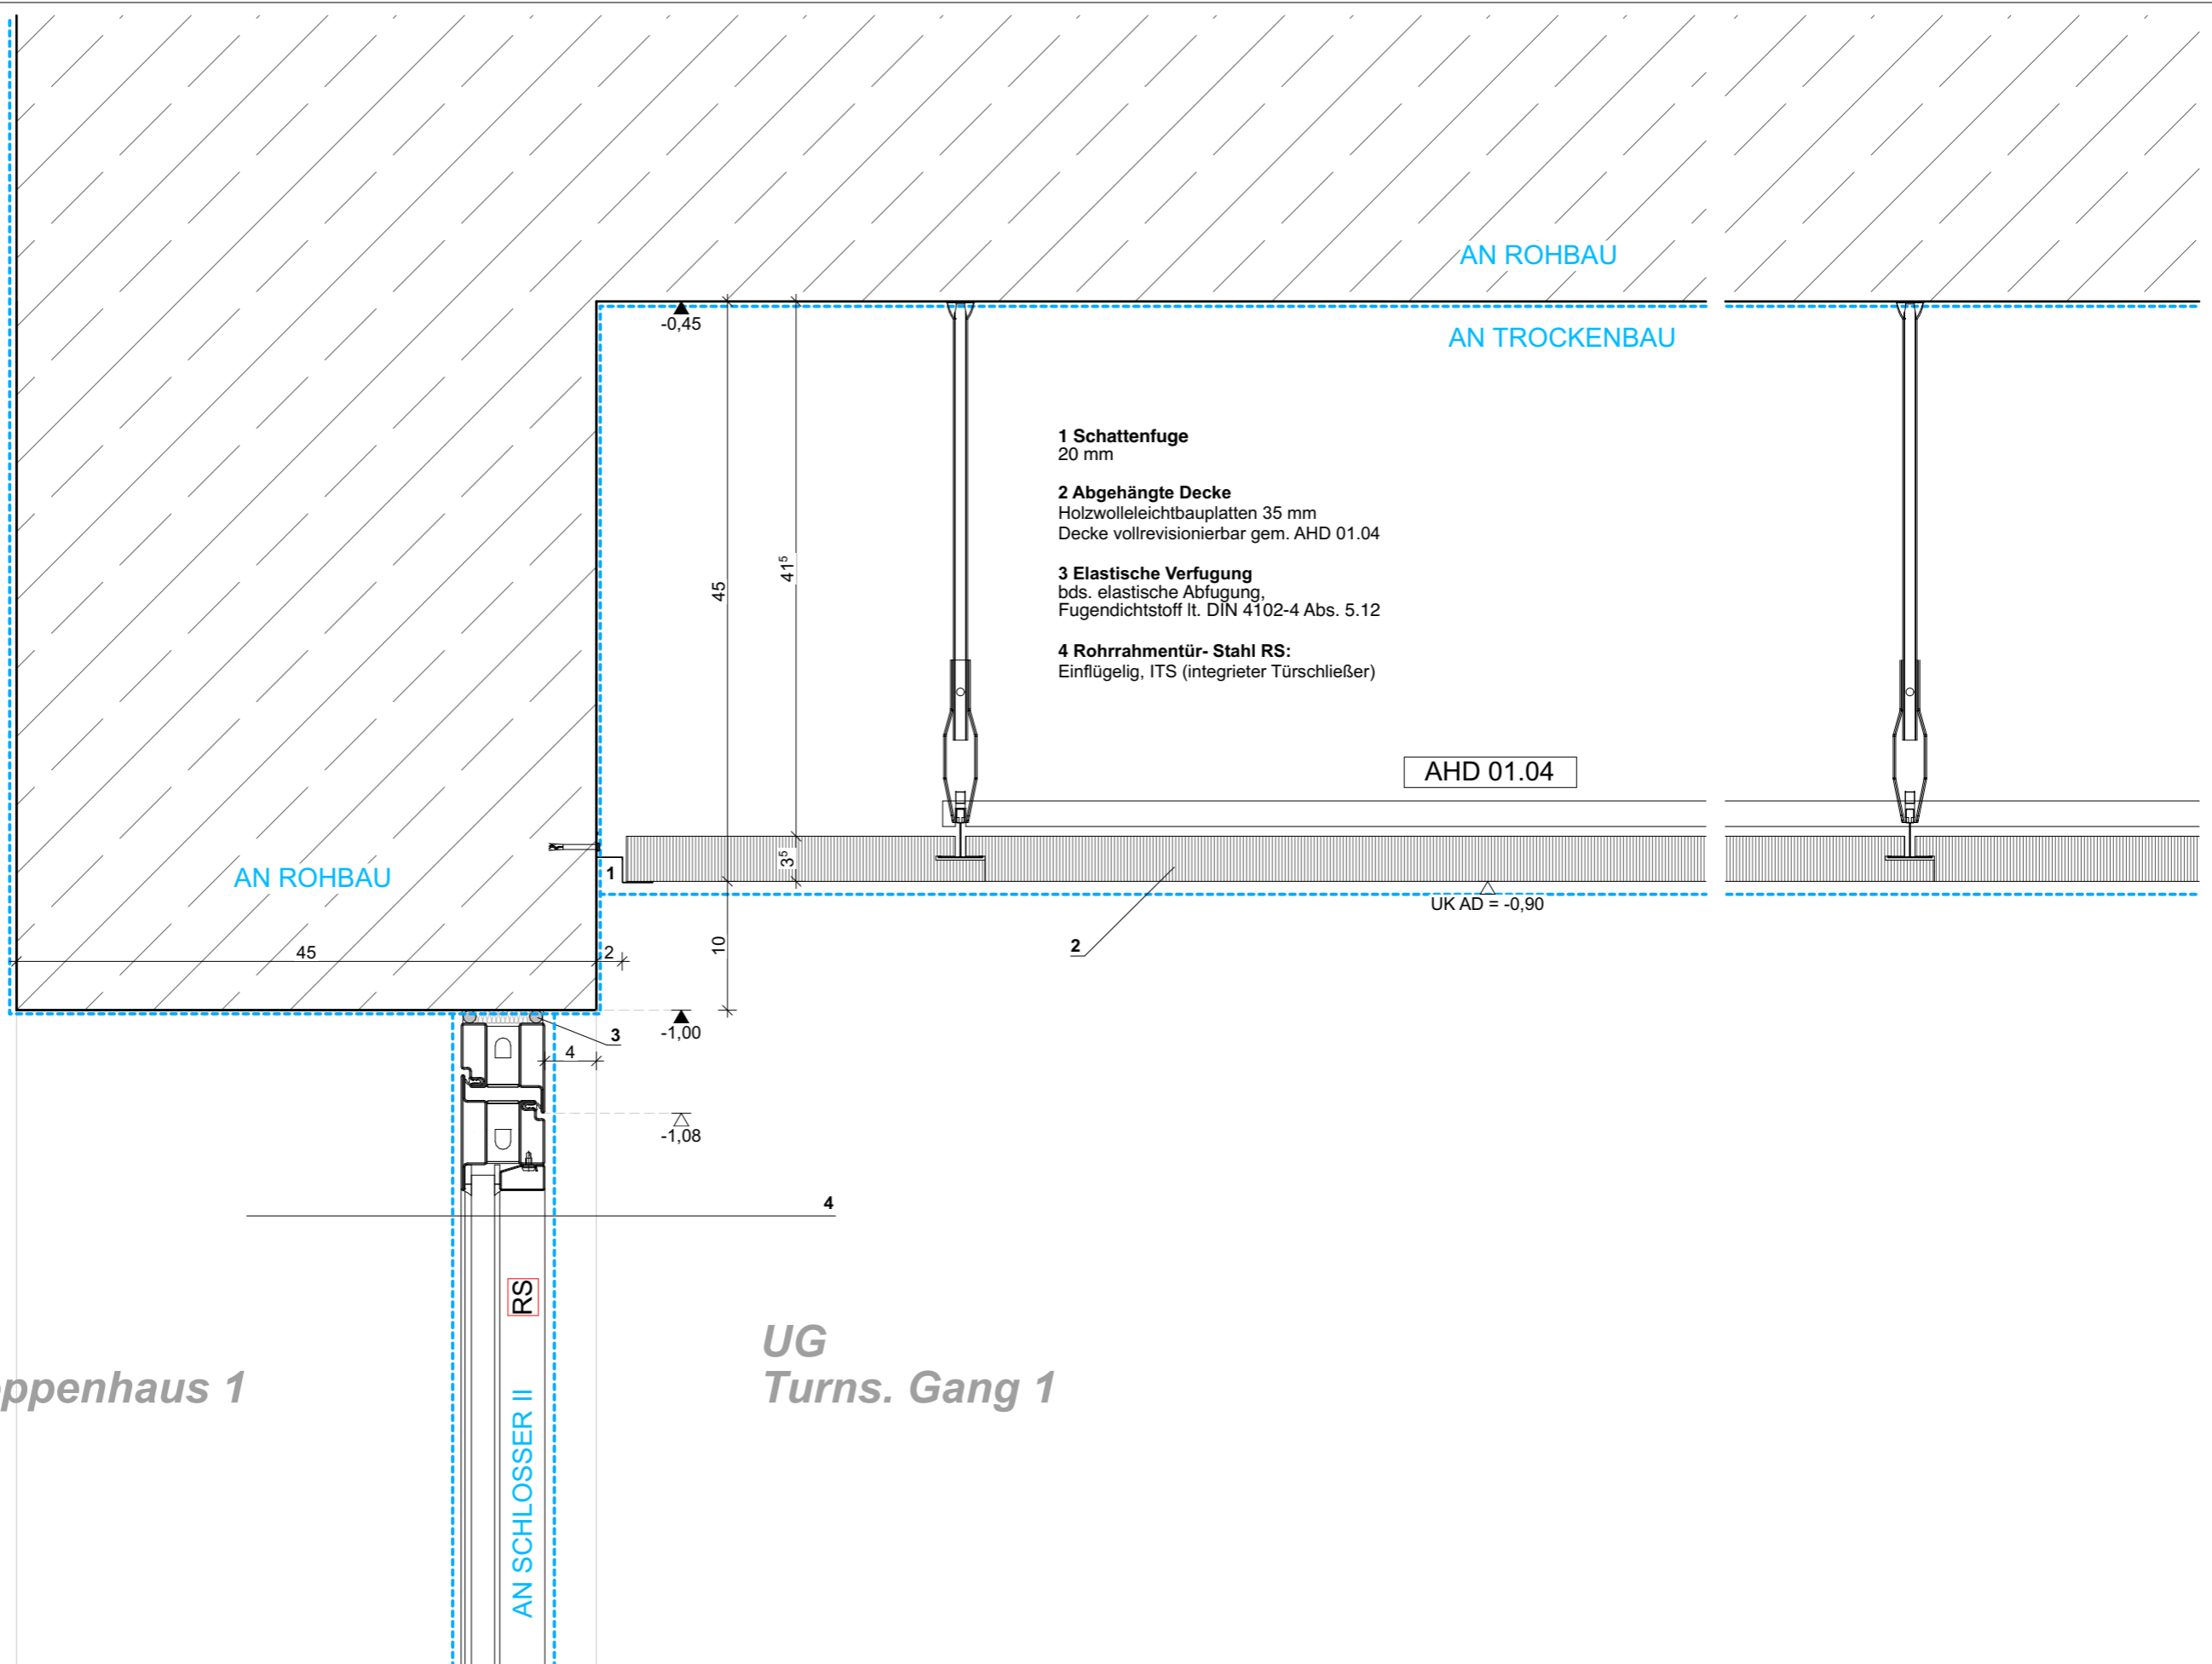 AN ROHBAU
-0,45
AN TROCKENBAU
1 Schattenfuge
20 mm
2 Abgehängte Decke
Holzwolleleichtbauplatten 35 mm
Decke vollrevisionierbar gem. AHD 01.04
3 Elastische Verfugung
bds. elastische Abfugung,
Fugendichtstoff lt. DIN 4102-4 Abs. 5.12
4 Rohrrahmentür- Stahl RS:
Einflügelig, ITS (integrieter Türschließer)
45
41⁵
AHD 01.04
3⁵
1
AN ROHBAU
UK AD = -0,90
2
45
2
10
3
-1,00
4
-1,08
4
RS
UG
Turns. Gang 1
ppenhaus 1
AN SCHLOSSER II